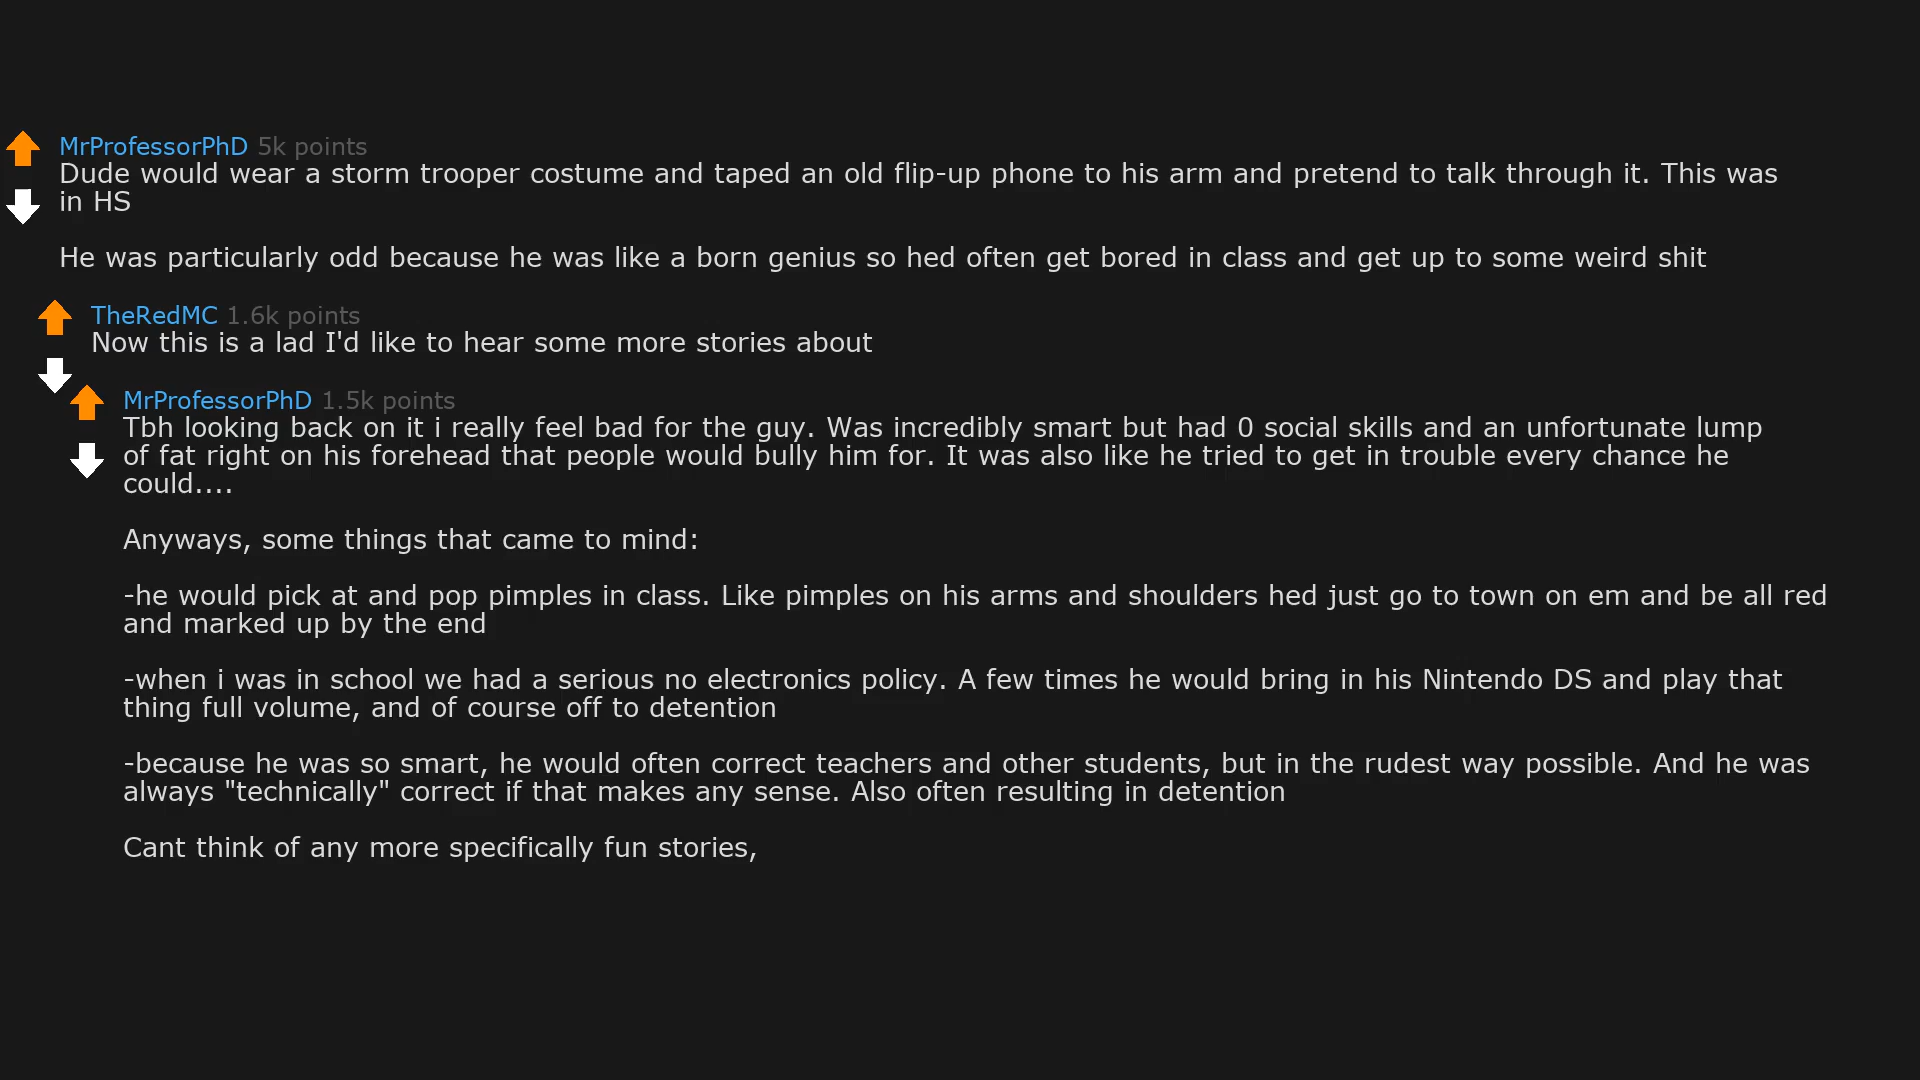 MrProfessorPhD 5k points
Dude would wear a storm trooper costume and taped an old flip-up phone to his arm and pretend to talk through it. This was
in HS
He was particularly odd because he was like a born genius so hed often get bored in class and get up to some weird shit
TheRedMC 1.6k points
Now this is a lad I'd like to hear some more stories about
MrProfessorPhD 1.5k points
Tbh looking back on it i really feel bad for the guy. Was incredibly smart but had 0 social skills and an unfortunate lump
of fat right on his forehead that people would bully him for. It was also like he tried to get in trouble every chance he
could....
Anyways, some things that came to mind:
-he would pick at and pop pimples in class. Like pimples on his arms and shoulders hed just go to town on em and be all red
and marked up by the end
-when i was in school we had a serious no electronics policy. A few times he would bring in his Nintendo DS and play that
thing full volume, and of course off to detention
-because he was so smart, he would often correct teachers and other students, but in the rudest way possible. And he was
always "technically" correct if that makes any sense. Also often resulting in detention
Cant think of any more specifically fun stories,